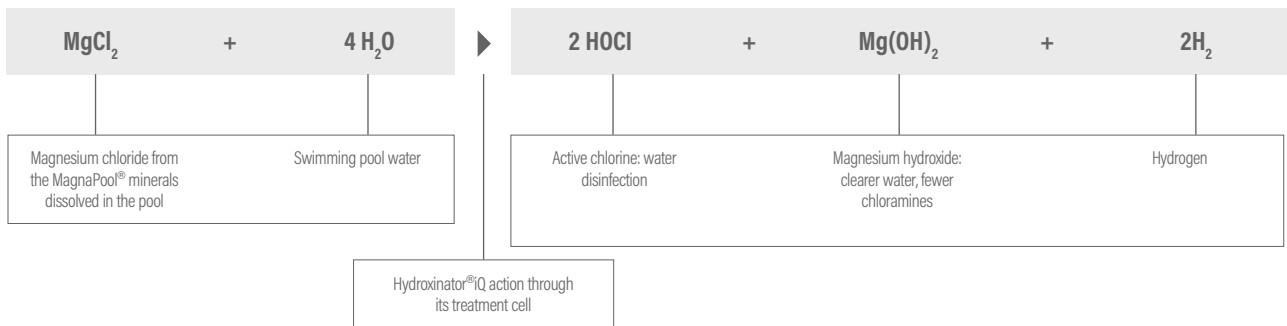 MgCl₂ + 4 H₂O ▶ 2 HOCl + Mg(OH)₂ + 2H₂
Magnesium chloride from
the MagnaPool® minerals
dissolved in the pool
Swimming pool water
Active chlorine: water
disinfection
Magnesium hydroxide:
clearer water, fewer
chloramines
Hydrogen
Hydroxinator®iQ action through
its treatment cell